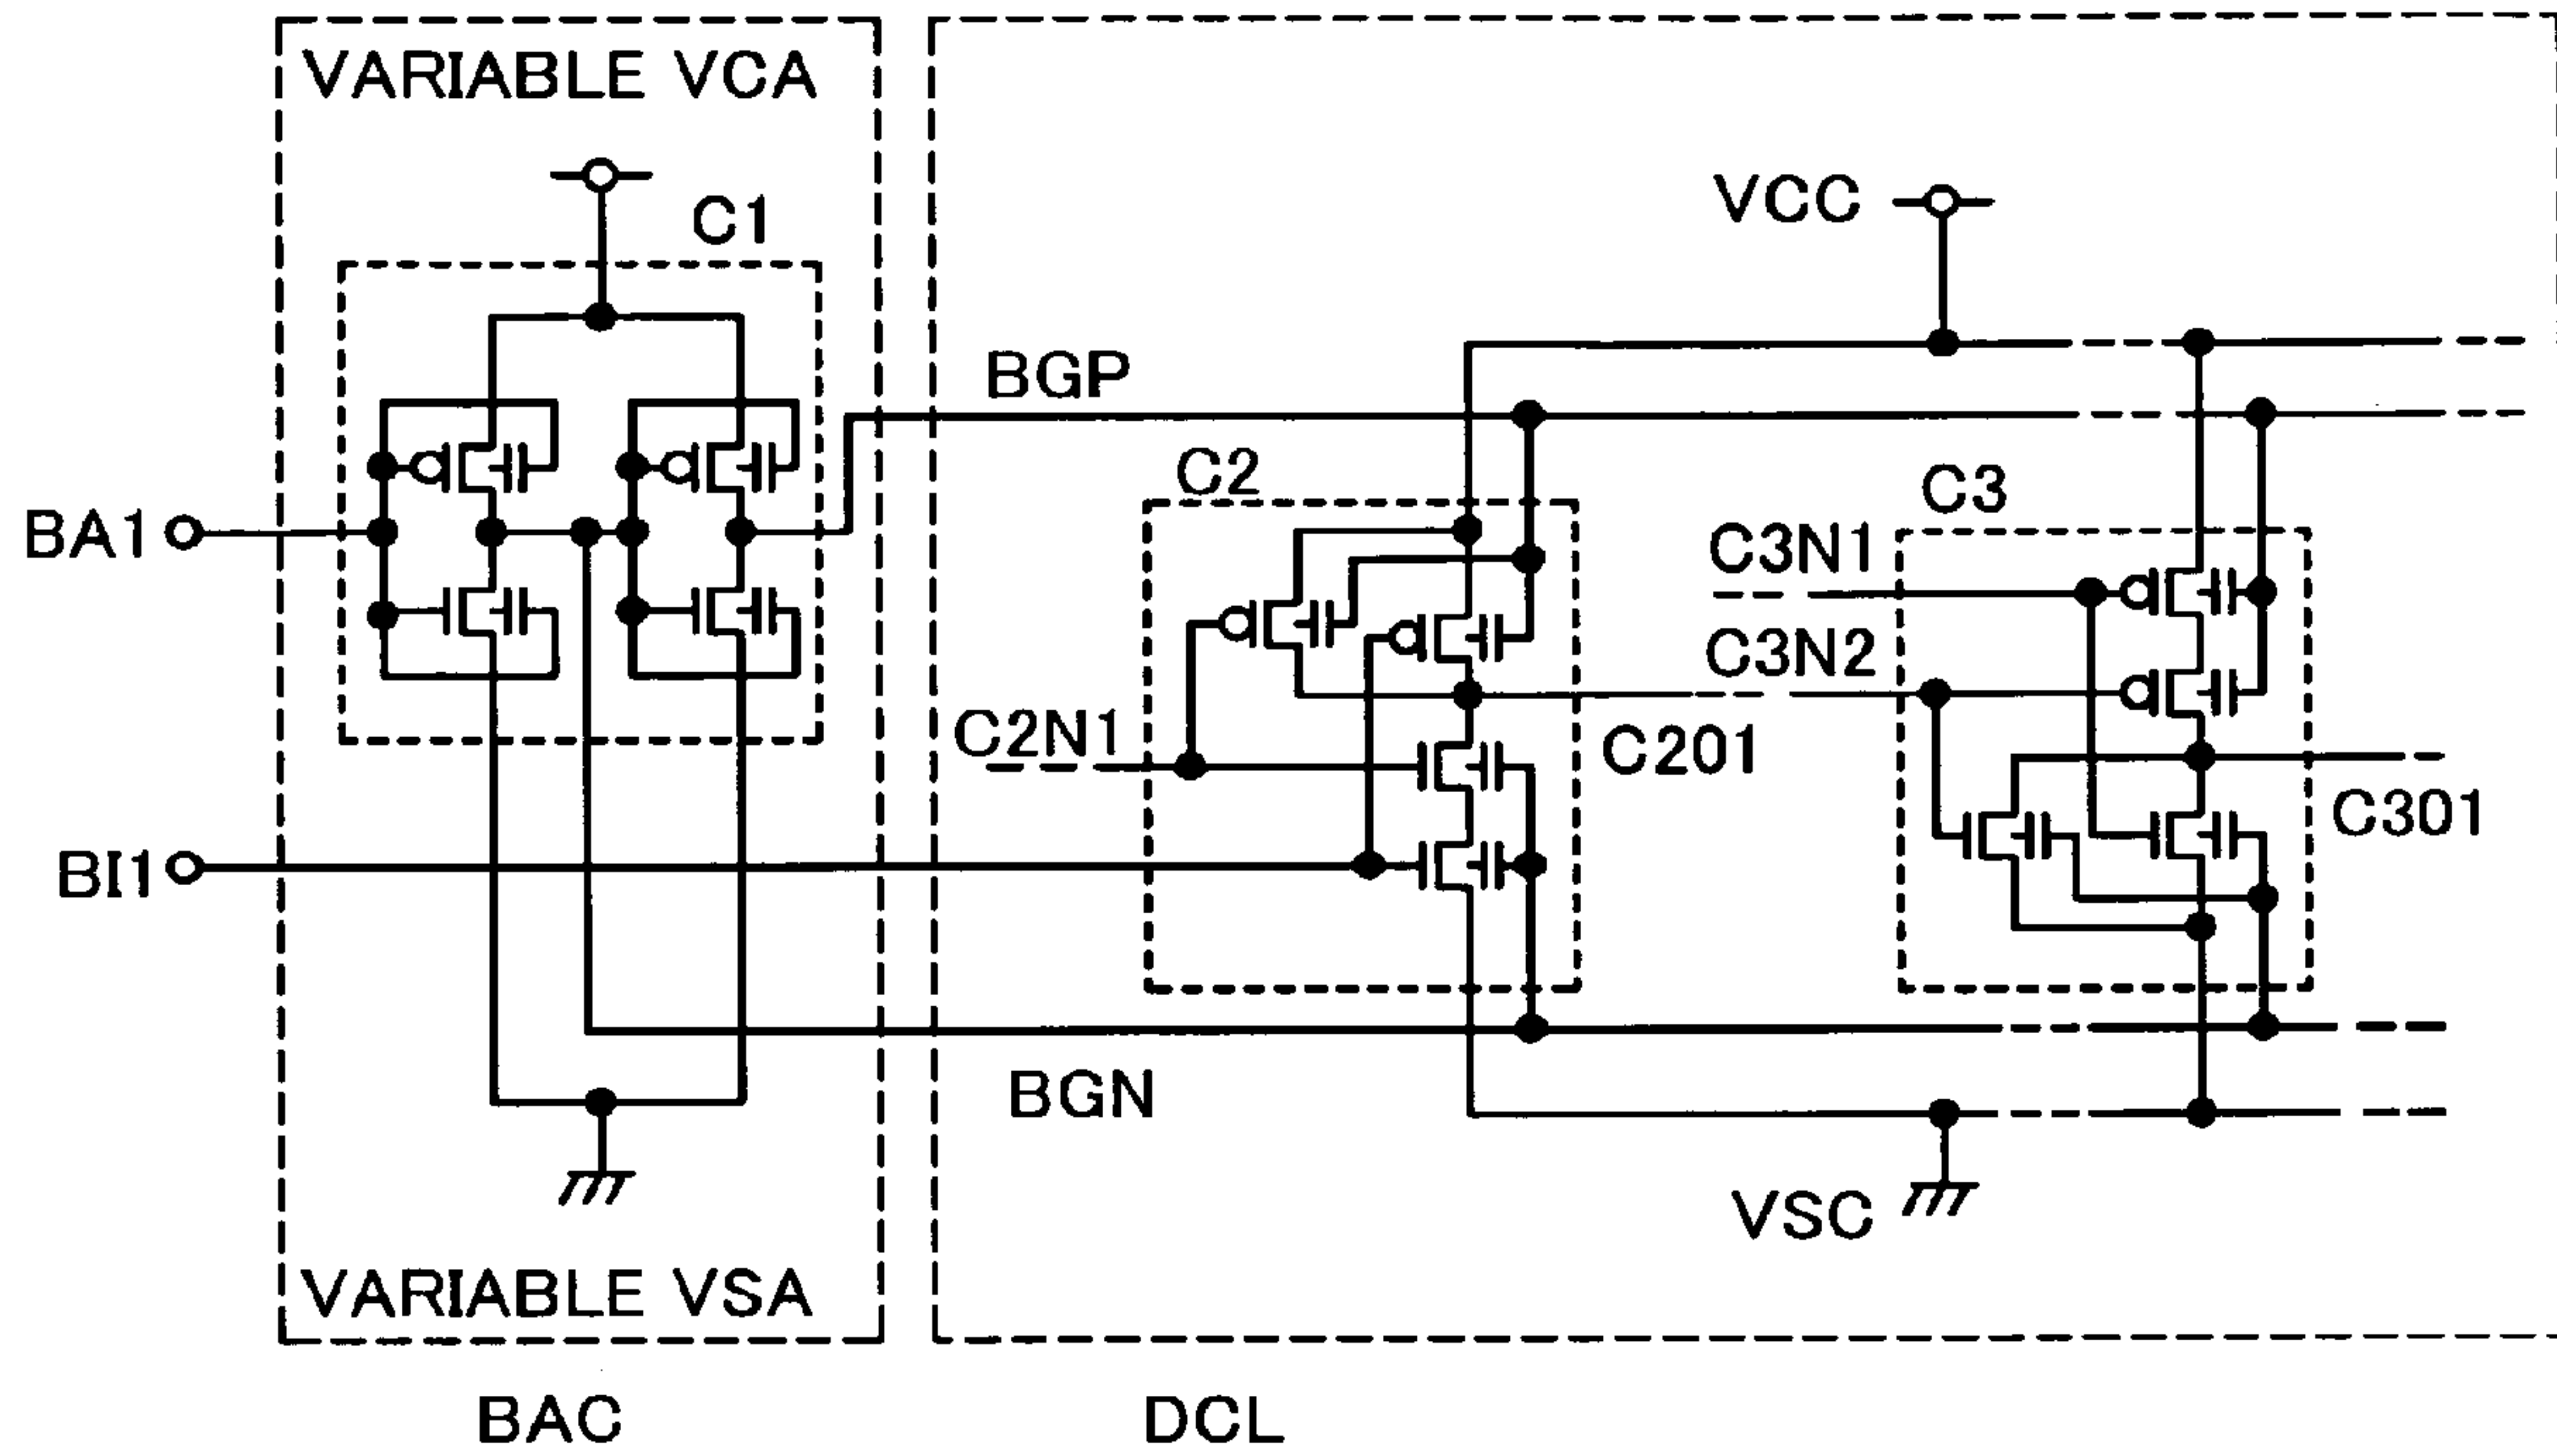 VARIABLE VCA
C1
VCC
BGP
C2
C3
BA1
C3N1
C3N2
C2N1
C201
C301
BI1
BGN
VSC
VARIABLE VSA
BAC
DCL